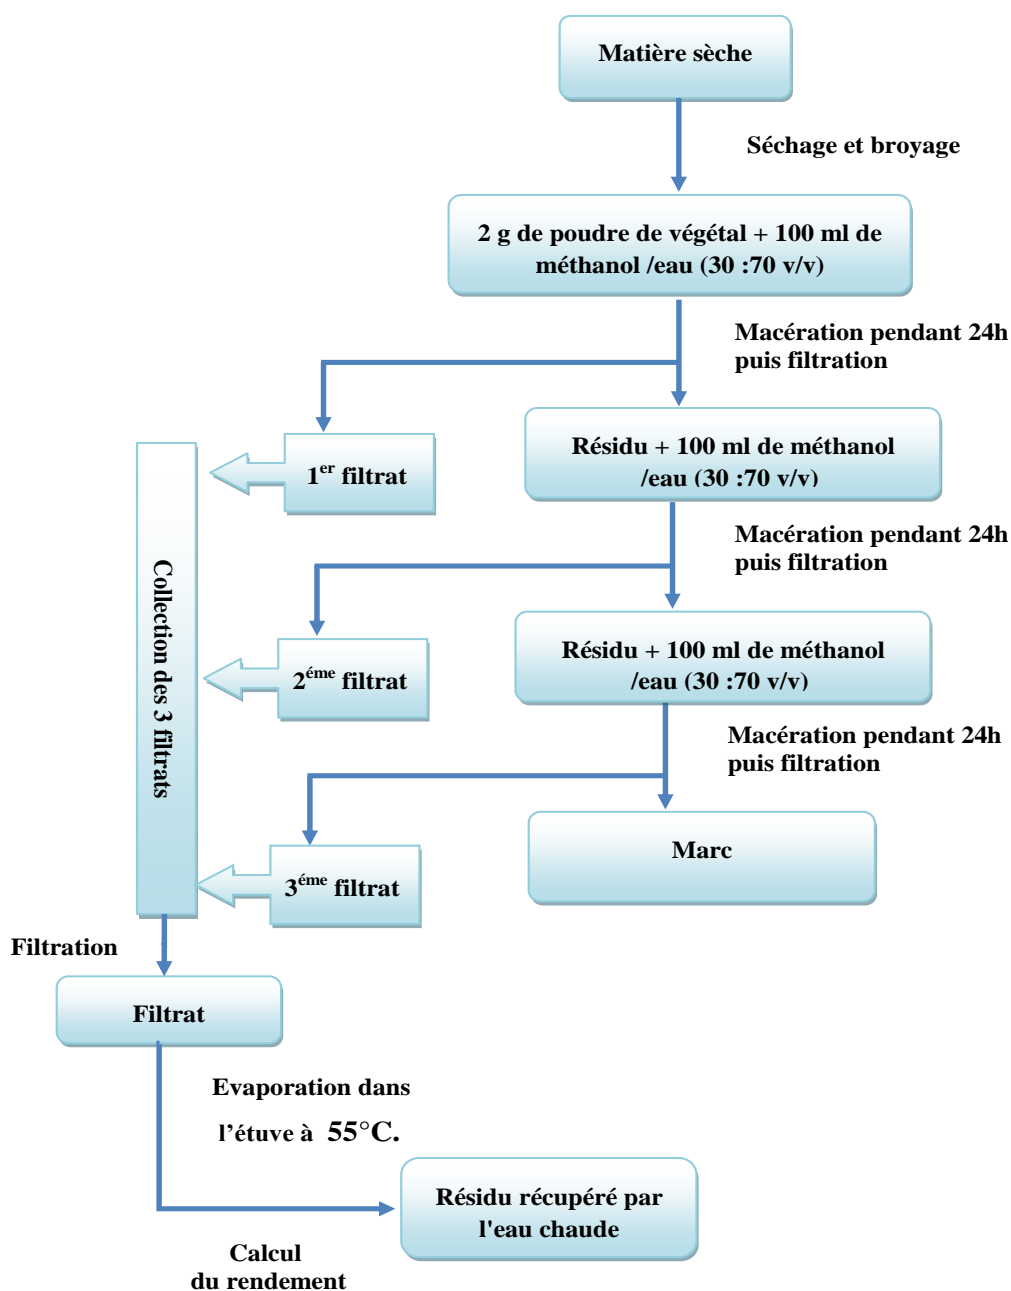 Matière sèche
Séchage et broyage
2 g de poudre de végétal + 100 ml de
méthanol /eau (30 :70 v/v)
Macération pendant 24h
puis filtration
Résidu + 100 ml de méthanol
/eau (30 :70 v/v)
1er filtrat
Macération pendant 24h
puis filtration
Résidu + 100 ml de méthanol
/eau (30 :70 v/v)
2éme filtrat
Collection des 3 filtrats
Macération pendant 24h
puis filtration
Marc
3éme filtrat
Filtration
Filtrat
Evaporation dans
l’étuve à 55°C.
Résidu récupéré par
l'eau chaude
Calcul
du rendement